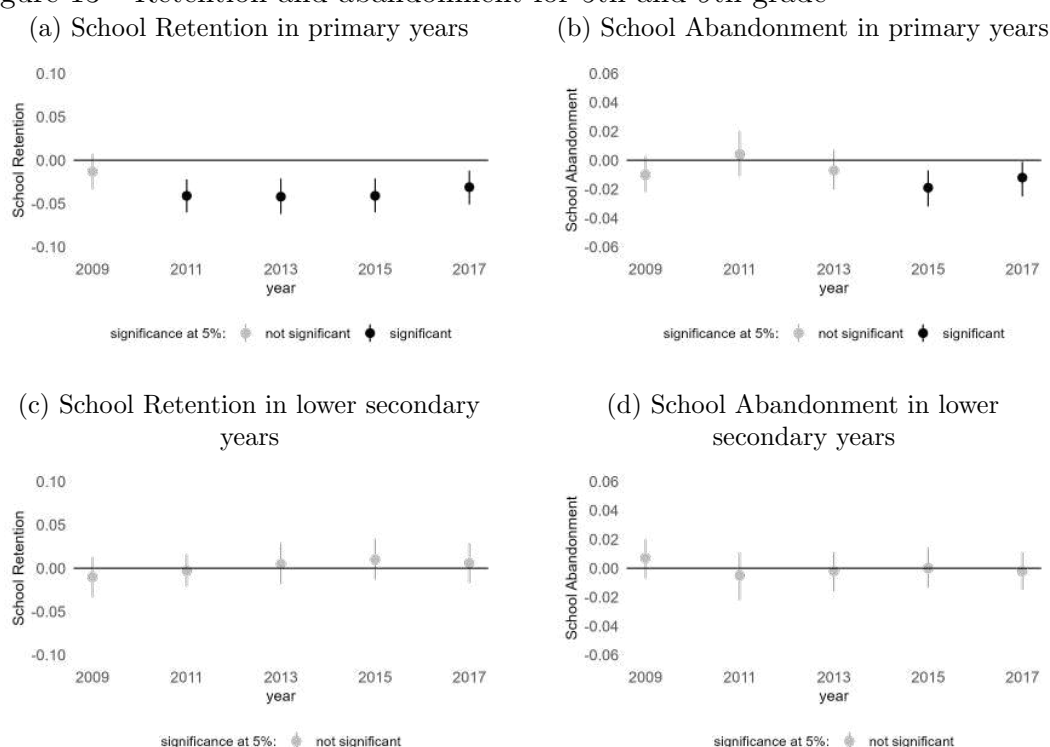 Retention and abandonment for and grade
(a) School Retention in primary years
School Retention
0.10
0.05
0.00
-0.05
-0.10
2009 2011 2013 2015 2017
year
significance at 5%: not significant significant
(b) School Abandonment in primary years
School Abandonment
0.06
0.04
0.02
0.00
-0.02
-0.04
-0.06
2009 2011 2013 2015 2017
year
significance at 5%: not significant significant
(c) School Retention in lower secondary
years
School Retention
0.10
0.05
0.00
-0.05
-0.10
2009 2011 2013 2015 2017
year
significance at 5%: not significant
(d) School Abandonment in lower
secondary years
School Abandonment
0.06
0.04
0.02
0.00
-0.02
-0.04
-0.06
2009 2011 2013 2015 2017
year
significance at 5%: not significant